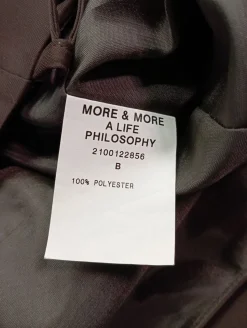 MORE & MORE
A LIFE
PHILOSOPHY
2100122856
B
100% POLYESTER